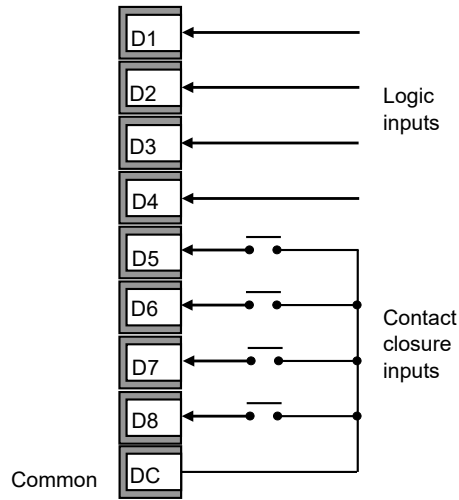 D1
D2
Logic
inputs
D3
D4
D5
D6
Contact
closure
inputs
D7
D8
Common
DC